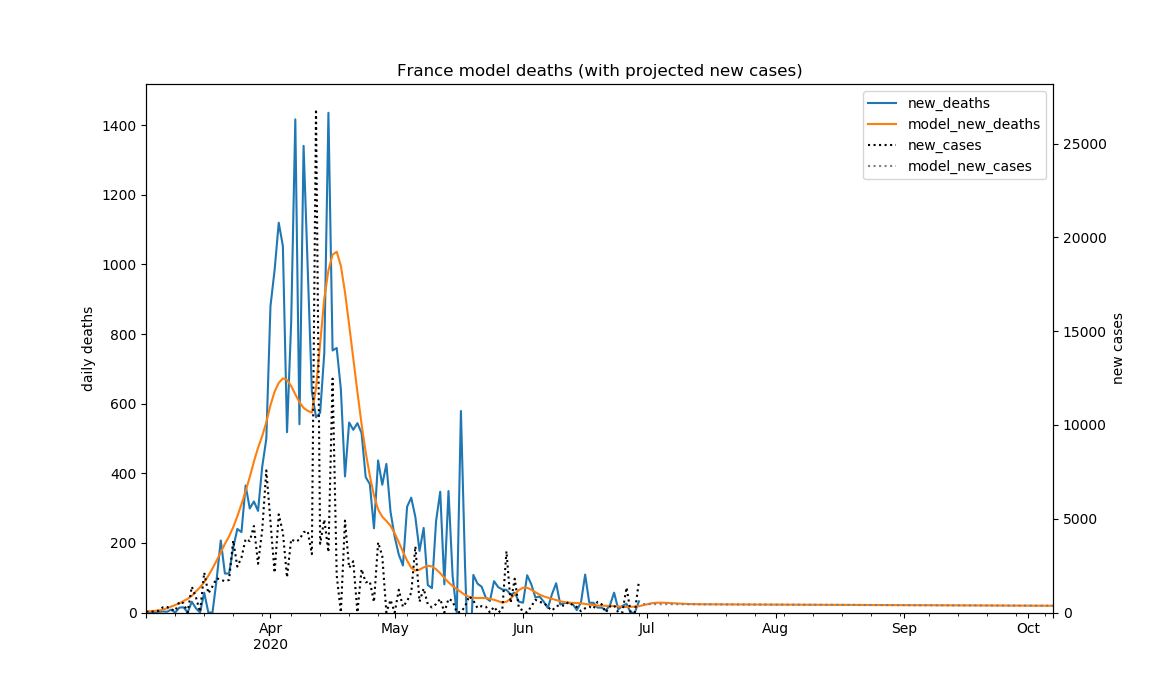 France model deaths (with projected new cases)
new_deaths
model_new_deaths
new_cases
model_new_cases
1400
1200
1000
800
600
400
200
0
daily deaths
25000
20000
15000
10000
5000
0
new cases
Apr May Jun Jul Aug Sep Oct
2020